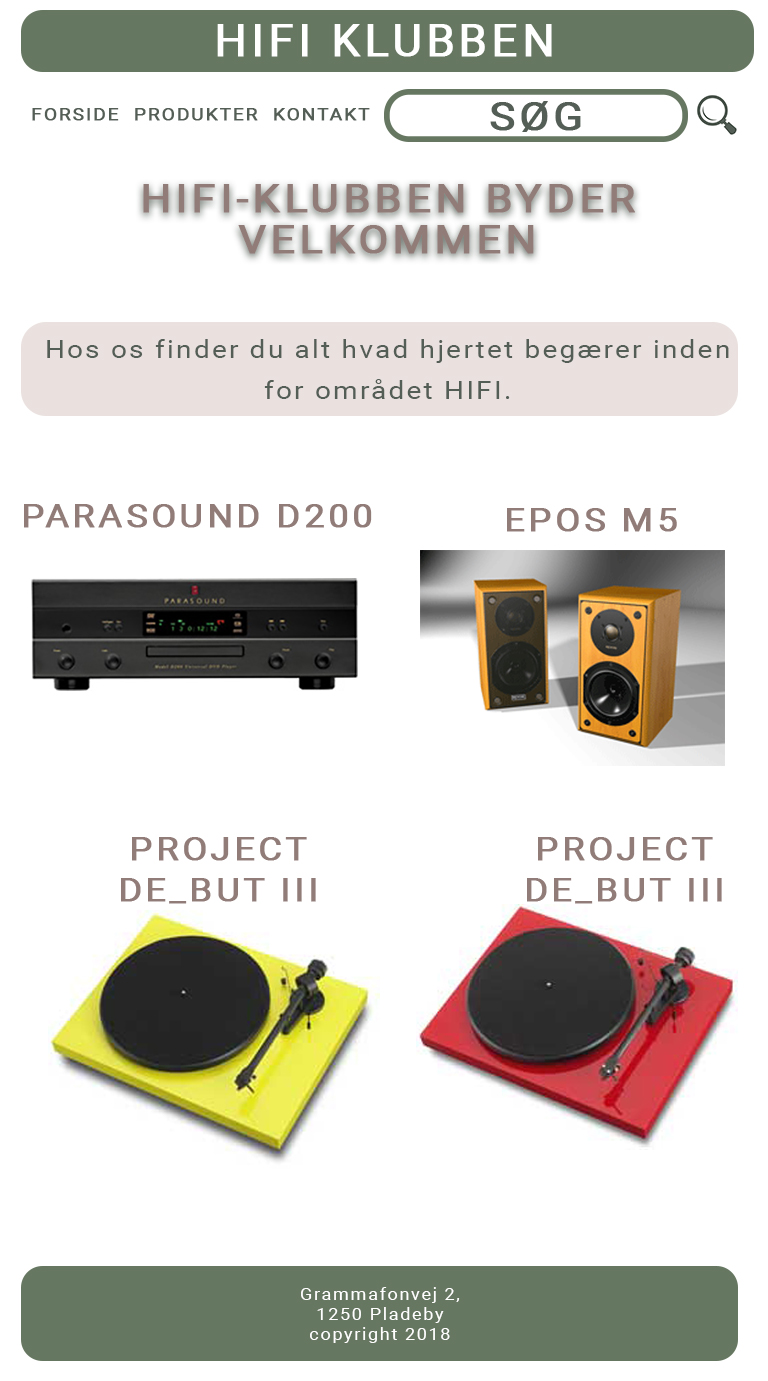 HIFI KLUBBEN
FORSIDE PRODUKTER KONTAKT SØG
HIFI-KLUBBEN BYDER
VELKOMMEN
Hos os finder du alt hvad hjertet begærer inden
for området HIFI.
PARASOUND D200
EPOS M5
PARASOUND
PROJECT
DE_BUT III
PROJECT
DE_BUT III
Grammafonvej 2,
1250 Pladeby
copyright 2018